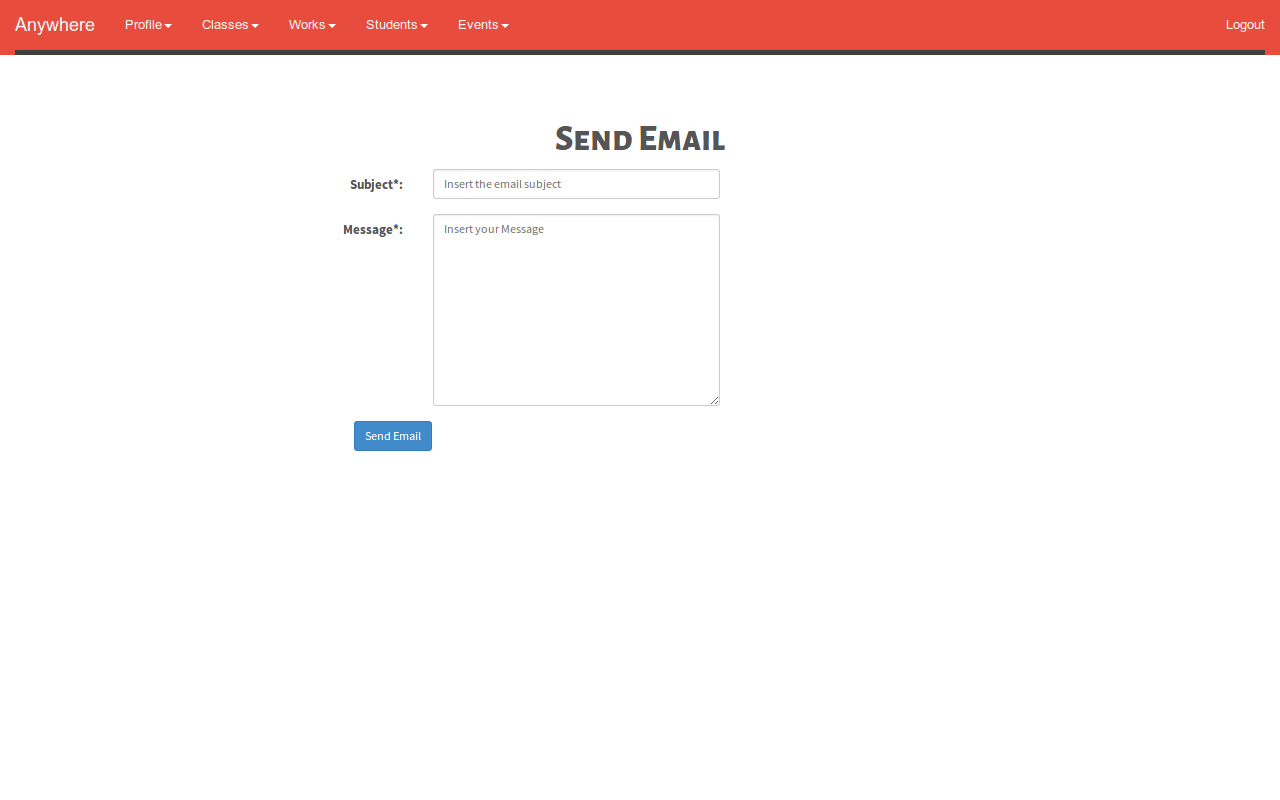 Anywhere Profile Classes Works Students Events Logout
Send Email
Subject*: Insert the email subject
Message*: Insert your Message
Send Email